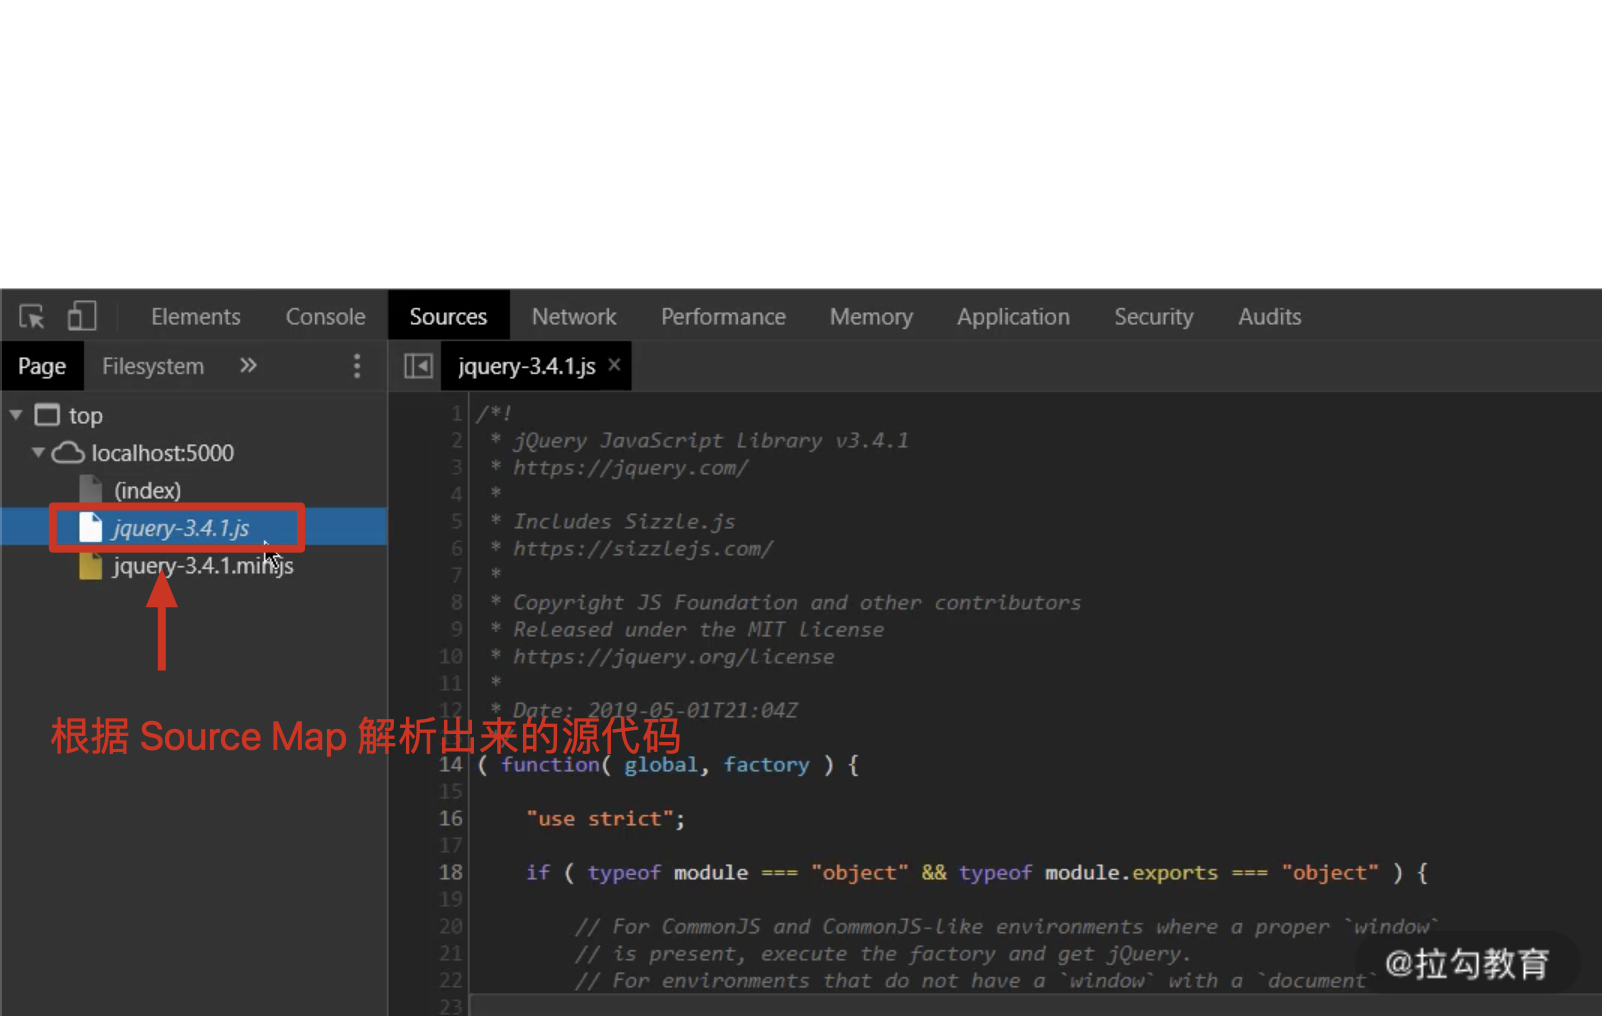 Elements Console Sources Network Performance Memory Application Security Audits
Page Filesystem »
jquery-3.4.1.js ×
top
localhost:5000
(index)
jquery-3.4.1.js
jquery-3.4.1.min.js
根据 Source Map 解析出来的源代码
1 /*!
2 * jQuery JavaScript Library v3.4.1
3 * https://jquery.com/
4 *
5 * Includes Sizzle.js
6 * https://sizzlejs.com/
7 *
8 * Copyright JS Foundation and other contributors
9 * Released under the MIT license
10 * https://jquery.org/license
11 *
12 * Date: 2019-05-01T21:04Z
14 ( function( global, factory ) {
15
16 "use strict";
17
18 if ( typeof module === "object" && typeof module.exports === "object" ) {
19
20 // For CommonJS and CommonJS-like environments where a proper `window`
21 // is present, execute the factory and get jQuery.
22 // For environments that do not have a `window` with a `document`
23
@拉勾教育